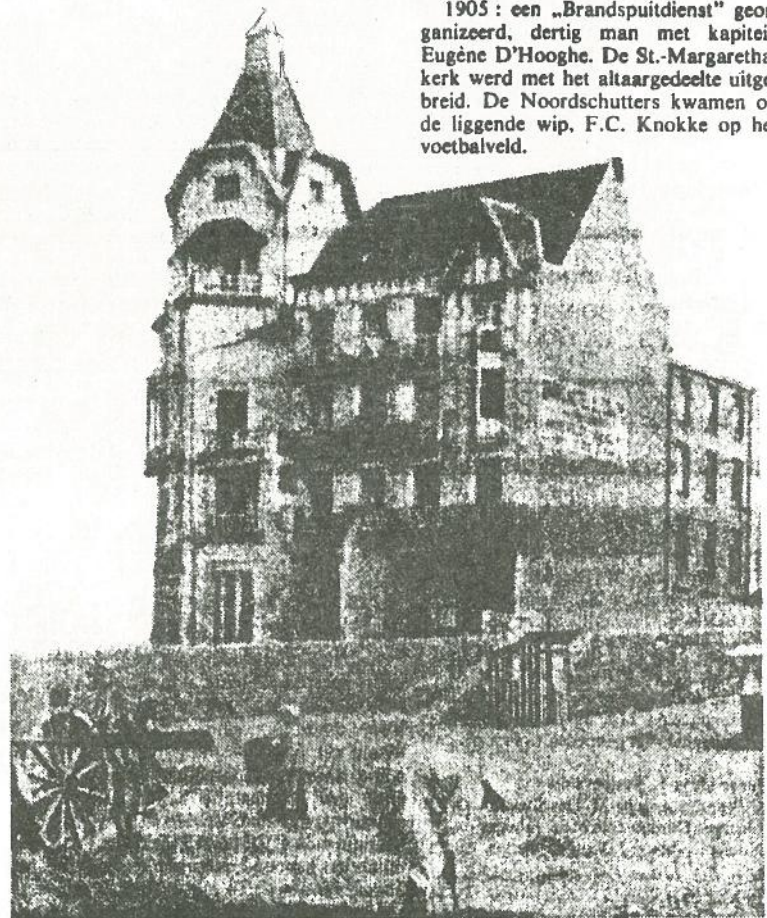 1905 : een „Brandspuitdienst” geor
ganizeerd, dertig man met kapitei
Eugène D'Hooghe. De St.-Margaretha
kerk werd met het altaargedeelte uitge
breid. De Noordschutters kwamen o
de liggende wip, F.C. Knokke op he
voetbalveld.